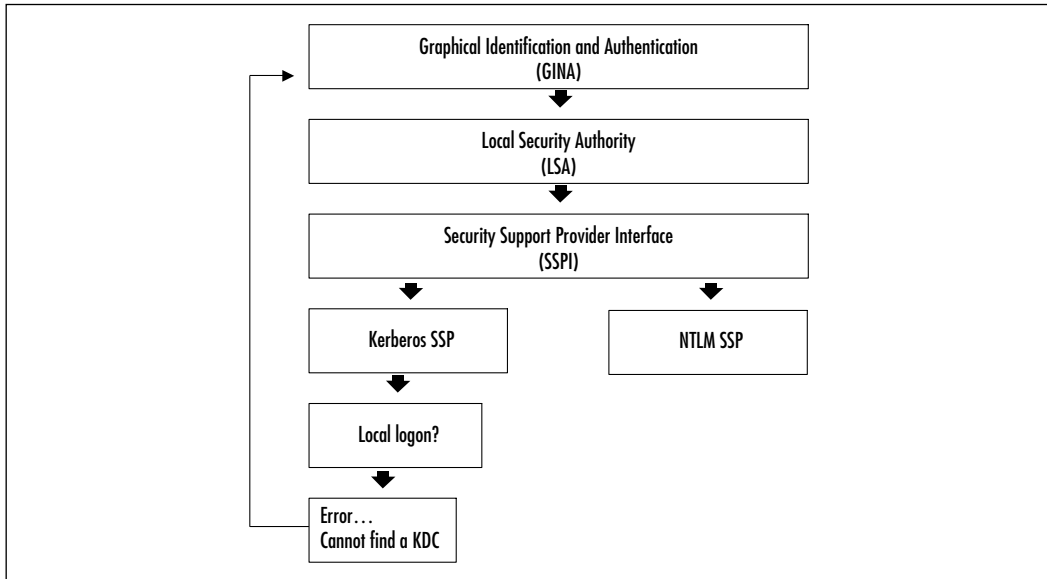 Graphical Identification and Authentication
(GINA)
Local Security Authority
(LSA)
Security Support Provider Interface
(SSPI)
Kerberos SSP
NTLM SSP
Local logon?
Error…
Cannot find a KDC